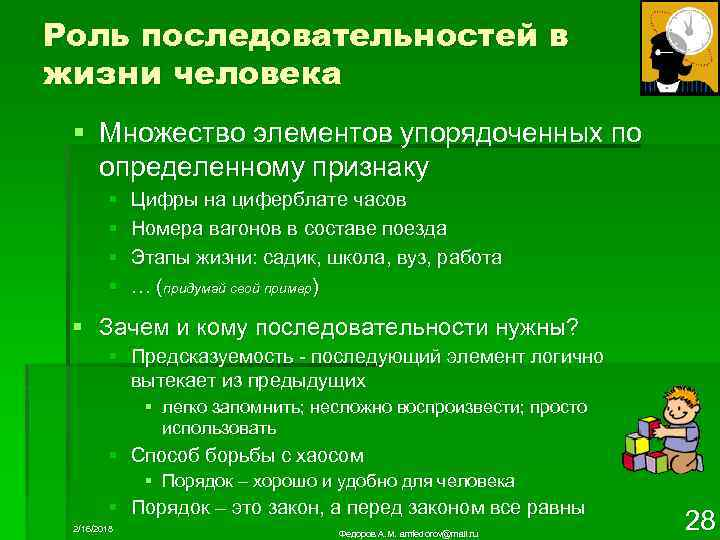 Роль последовательностей в
жизни человека
▪ Множество элементов упорядоченных по
определенному признаку
▪ Цифры на циферблате часов
▪ Номера вагонов в составе поезда
▪ Этапы жизни: садик, школа, вуз, работа
▪ … (придумай свой пример)
▪ Зачем и кому последовательности нужны?
▪ Предсказуемость - последующий элемент логично
вытекает из предыдущих
▪ легко запомнить; несложно воспроизвести; просто
использовать
▪ Способ борьбы с хаосом
▪ Порядок – хорошо и удобно для человека
▪ Порядок – это закон, а перед законом все равны
2/16/2018
Федоров А.М. amfedorov@mail.ru
28